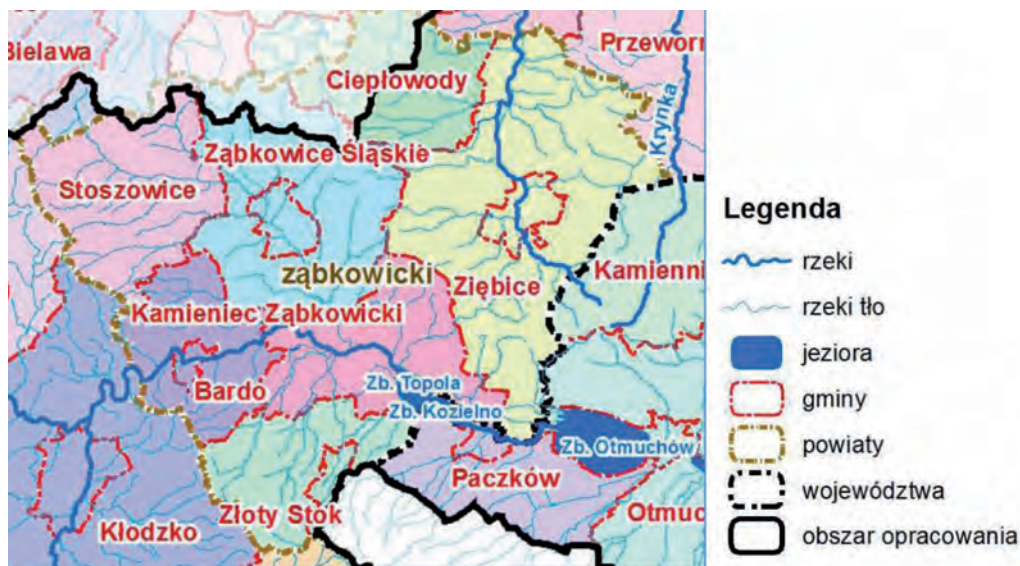 Bielawa
Przeworn
Ciepłowody
Krynka
Ząbkowice Śląskie
Stoszowice
ząbkowicki
Ziębice
Kamienni
Kamieniec Ząbkowicki
Bardo
Zb. Topola
Zb. Kozielno
Zb. Otmuchów
Paczków
Złoty Stok
Otmuc
Kłodzko
Legenda
rzeki
rzeki tło
jeziora
gminy
powiaty
województwa
obszar opracowania